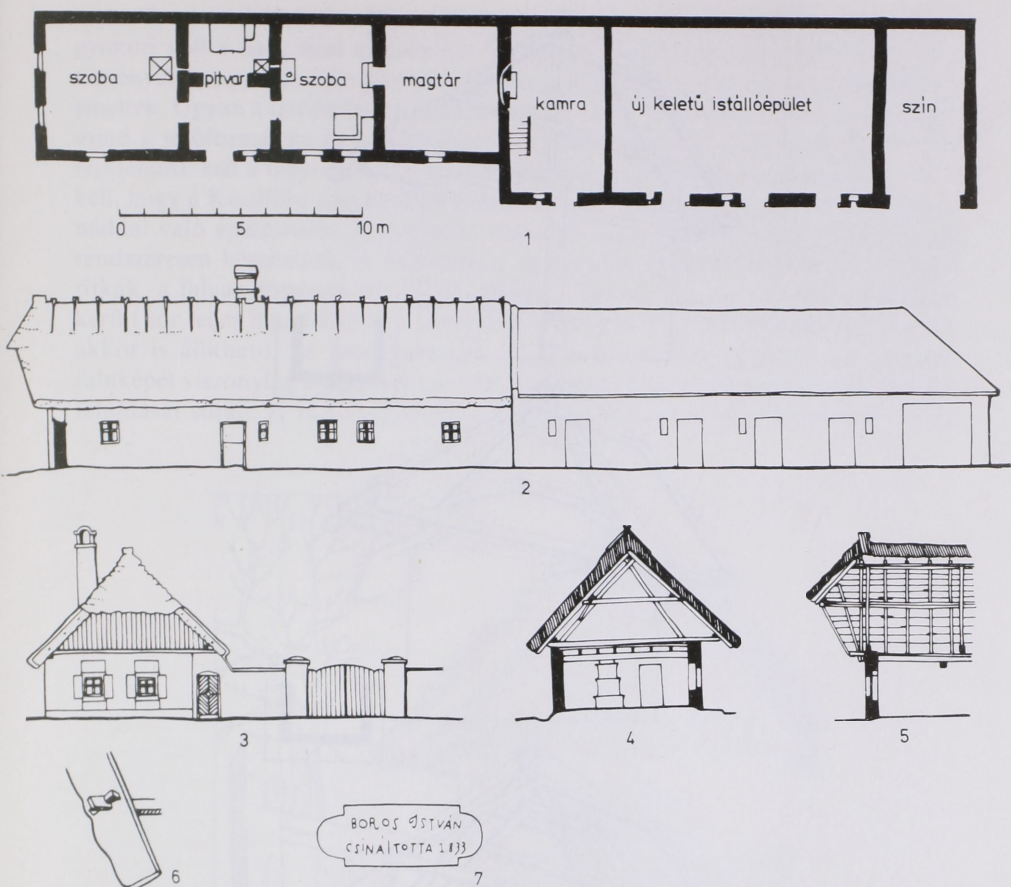 szoba
pitvar
szoba
magtár
kamra
új keletű istállóépület
szín
0 5 10 m
1
2
3
4
5
6
BOROS ISTVÁN
CSINÁLTOTTA 1833
7